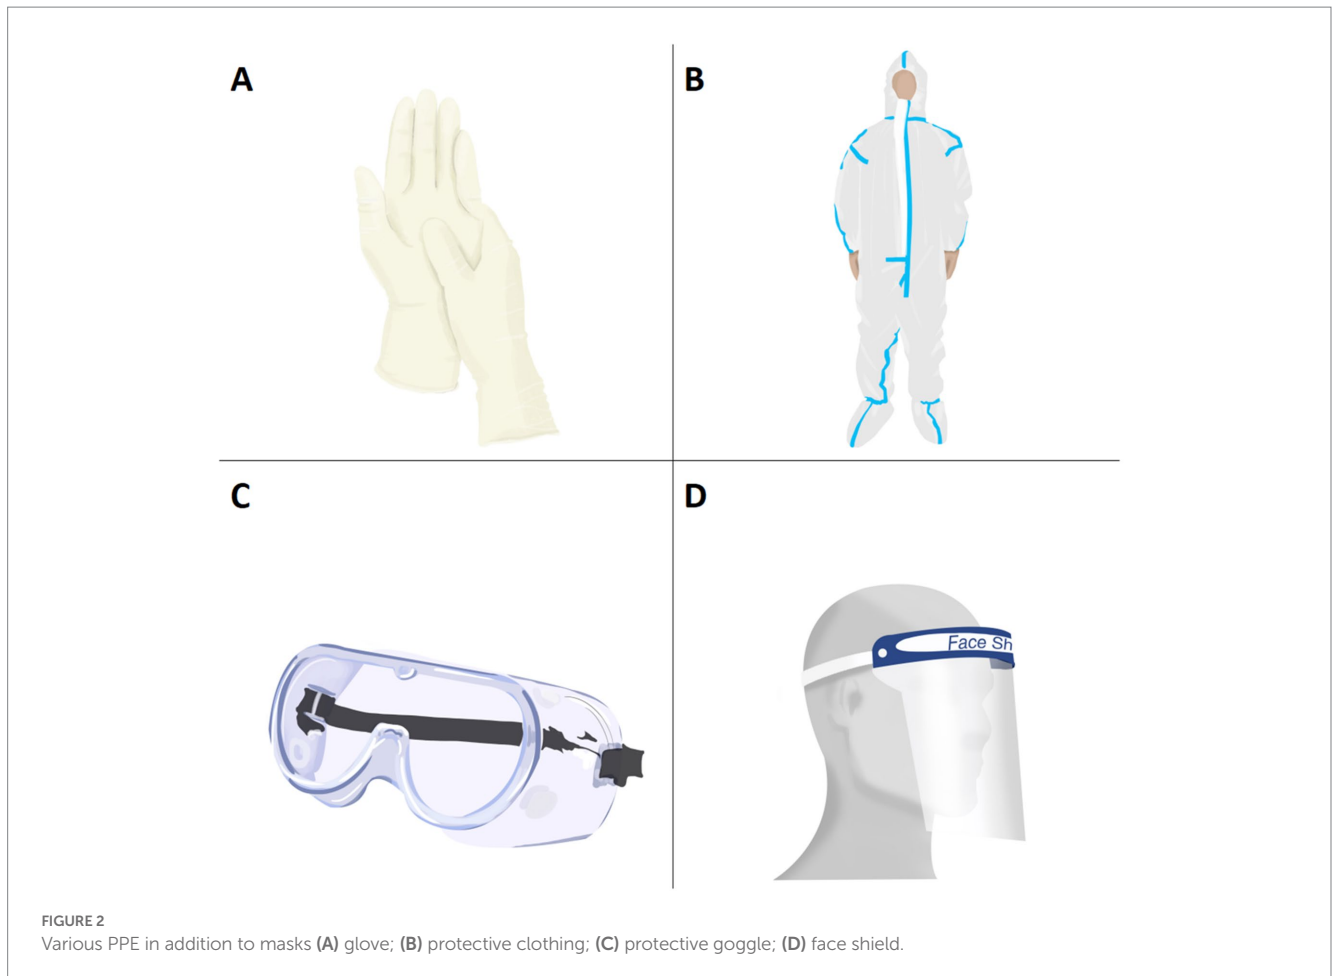 A
B
C
D
Face Sh
FIGURE 2
Various PPE in addition to masks (A) glove; (B) protective clothing; (C) protective goggle; (D) face shield.